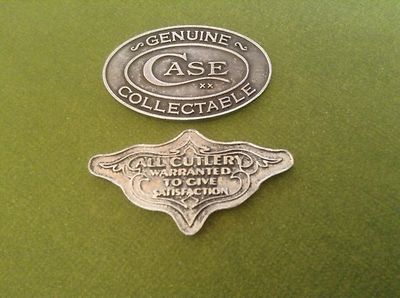 GENUINE
CASE
XX
COLLECTABLE
ALL CUTLERY
WARRANTED
TO GIVE
SATISFACTION